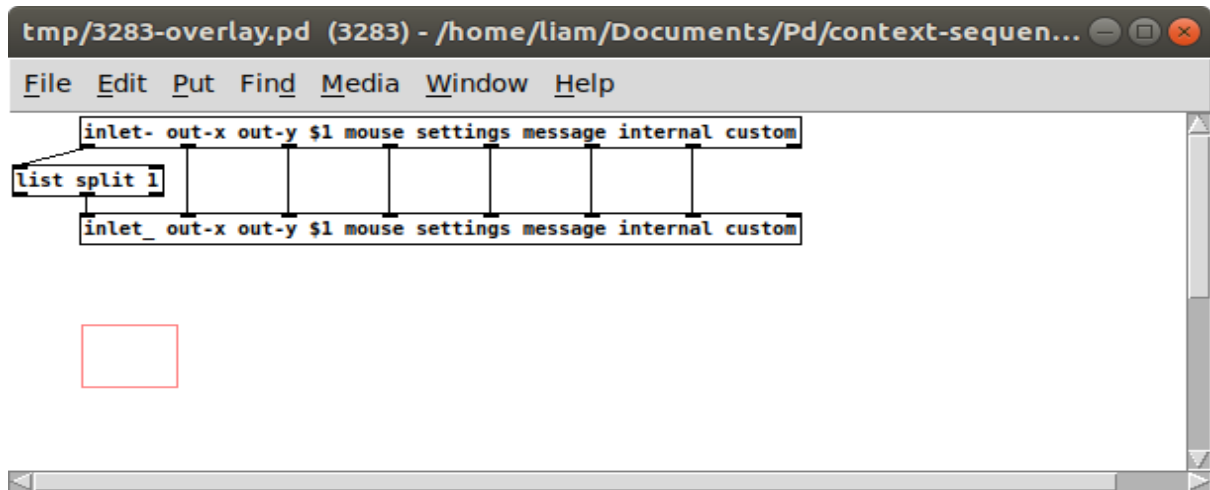 tmp/3283-overlay.pd (3283) - /home/liam/Documents/Pd/context-sequen...
File Edit Put Find Media Window Help
inlet- out-x out-y $1 mouse settings message internal custom
list split 1
inlet_ out-x out-y $1 mouse settings message internal custom